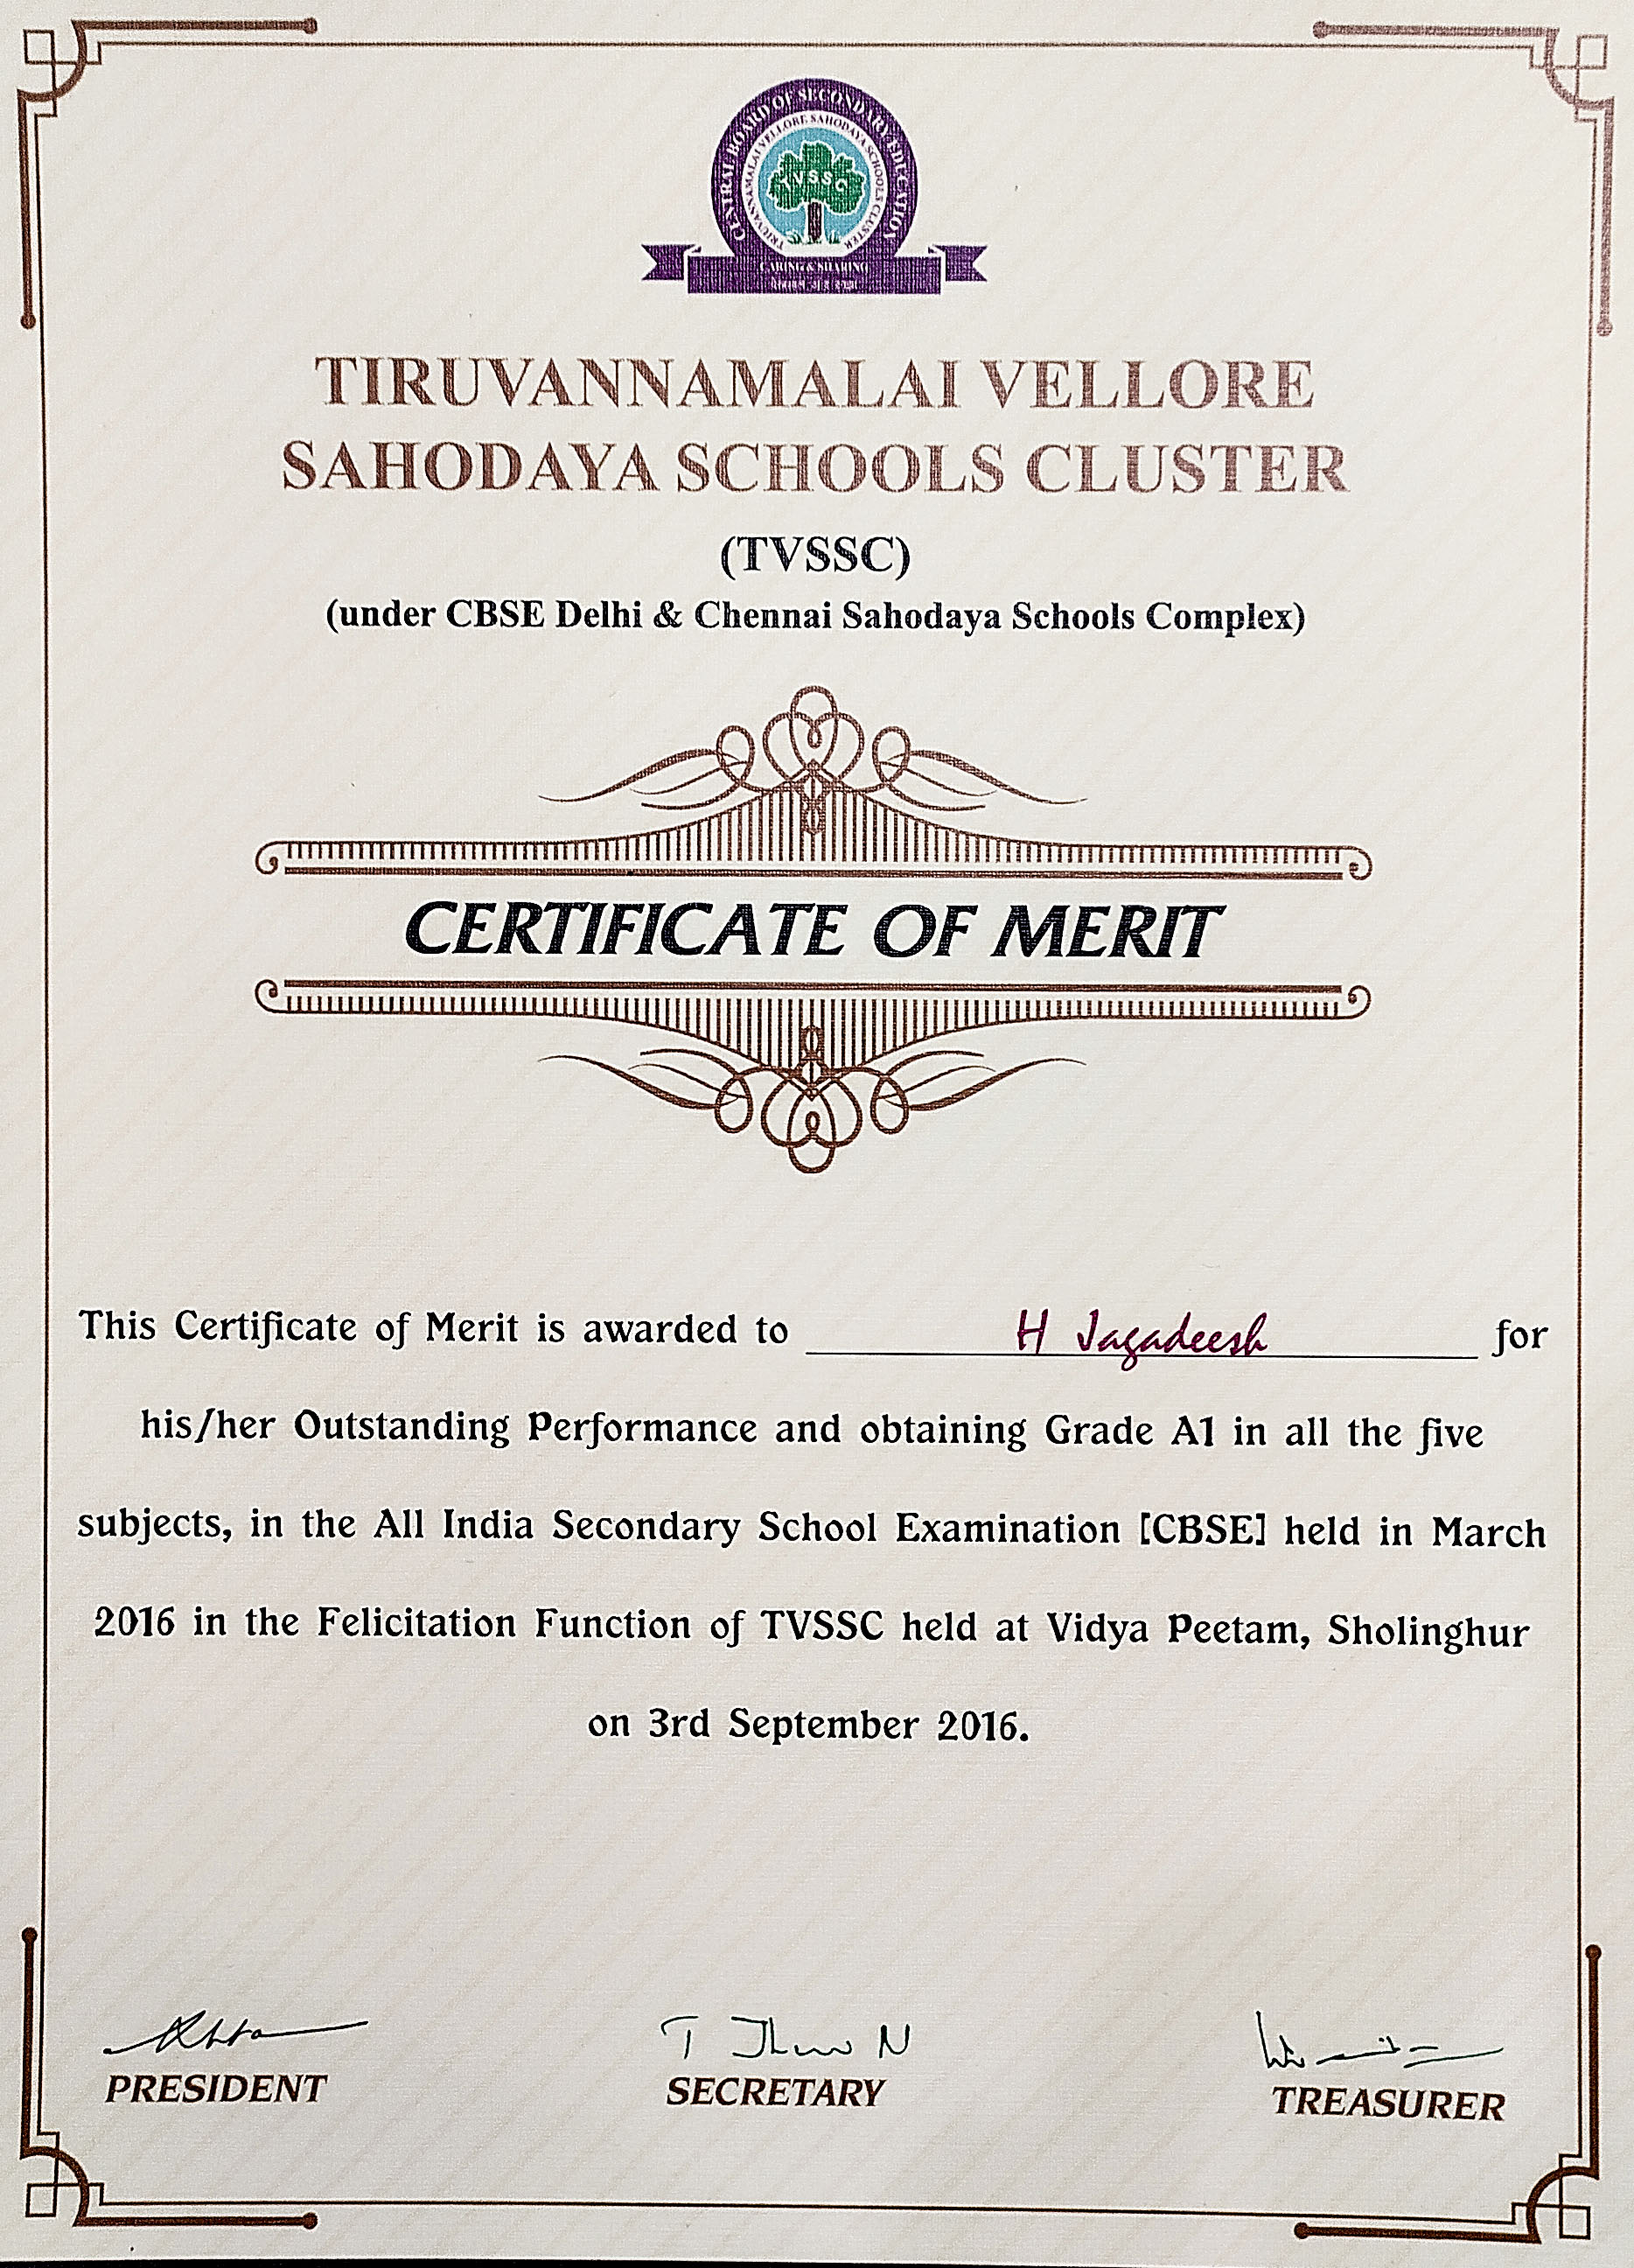 CENTRAL BOARD OF SECONDARY EDUCATION
TIRUVANNAMALAI VELLORE SAHODAYA SCHOOLS CLUSTER
TVSSC
CARING & SHARING
TIRUVANNAMALAI VELLORE
SAHODAYA SCHOOLS CLUSTER
(TVSSC)
(under CBSE Delhi & Chennai Sahodaya Schools Complex)
CERTIFICATE OF MERIT
This Certificate of Merit is awarded to H Jagadeesh for
his/her Outstanding Performance and obtaining Grade A1 in all the five
subjects, in the All India Secondary School Examination [CBSE] held in March
2016 in the Felicitation Function of TVSSC held at Vidya Peetam, Sholinghur
on 3rd September 2016.
PRESIDENT SECRETARY TREASURER